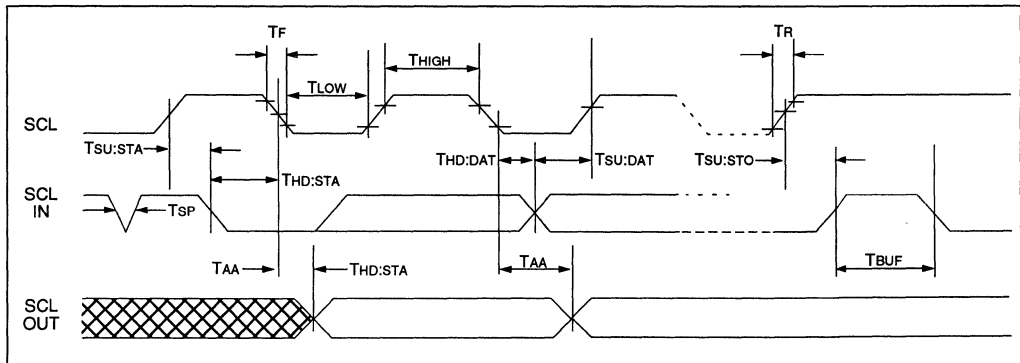 TF
TR
THIGH
TLOW
SCL
TSU:STA
THD:DAT
TSU:DAT
TSU:STO
THD:STA
SCL
IN
TSP
TAA
THD:STA
TAA
TBUF
SCL
OUT